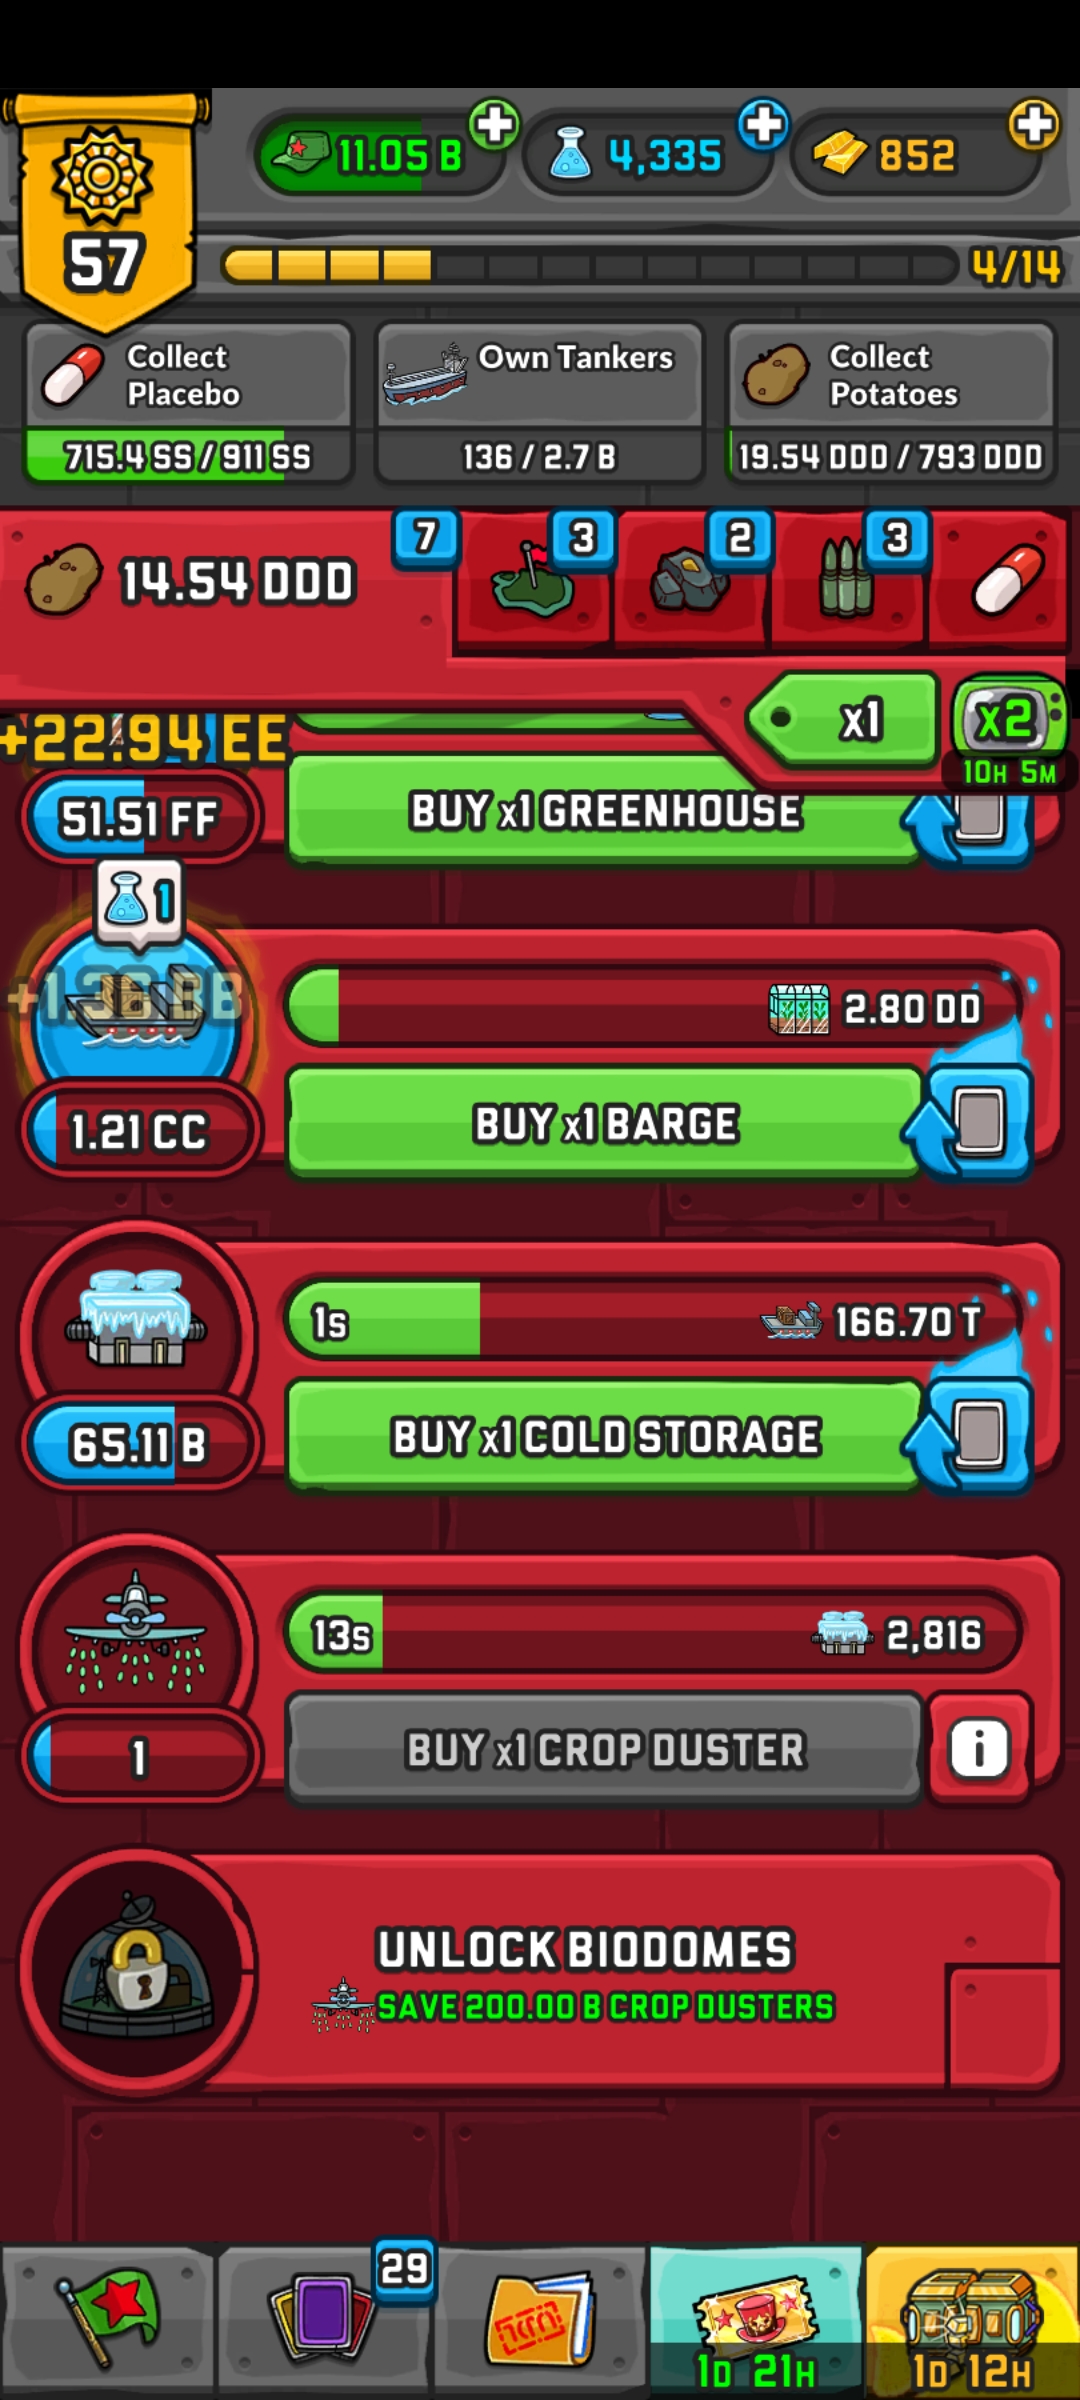 57
11.05 B
4,335
852
4/14
Collect
Placebo
715.4 SS / 911 SS
Own Tankers
136 / 2.7 B
Collect
Potatoes
19.54 DDD / 793 DDD
14.54 DDD
7
3
2
3
x1
x2
10H 5M
+22.94 EE
51.51 FF
BUY x1 GREENHOUSE
1
+1.36 BB
2.80 DD
1.21 CC
BUY x1 BARGE
1s
166.70 T
65.11 B
BUY x1 COLD STORAGE
13s
2,816
1
BUY x1 CROP DUSTER
i
UNLOCK BIODOMES
SAVE 200.00 B CROP DUSTERS
29
1D 21H
1D 12H